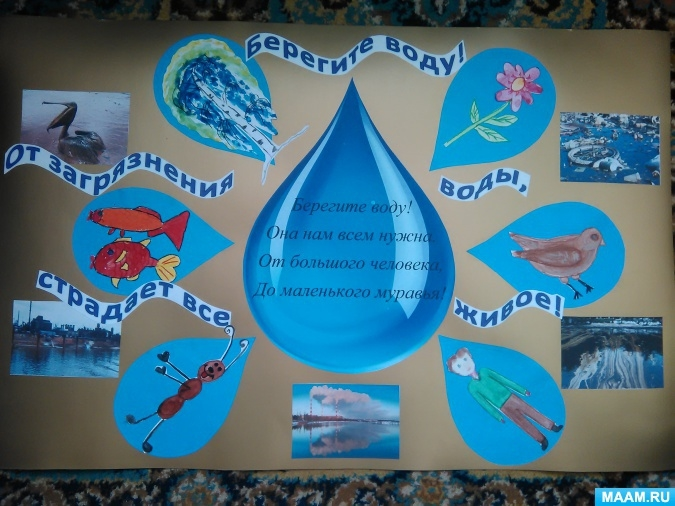 Берегите воду!
От загрязнения воды,
страдает все живое!
Берегите воду!
Она нам всем нужна.
От большого человека,
До маленького муравья!
MAAM.RU